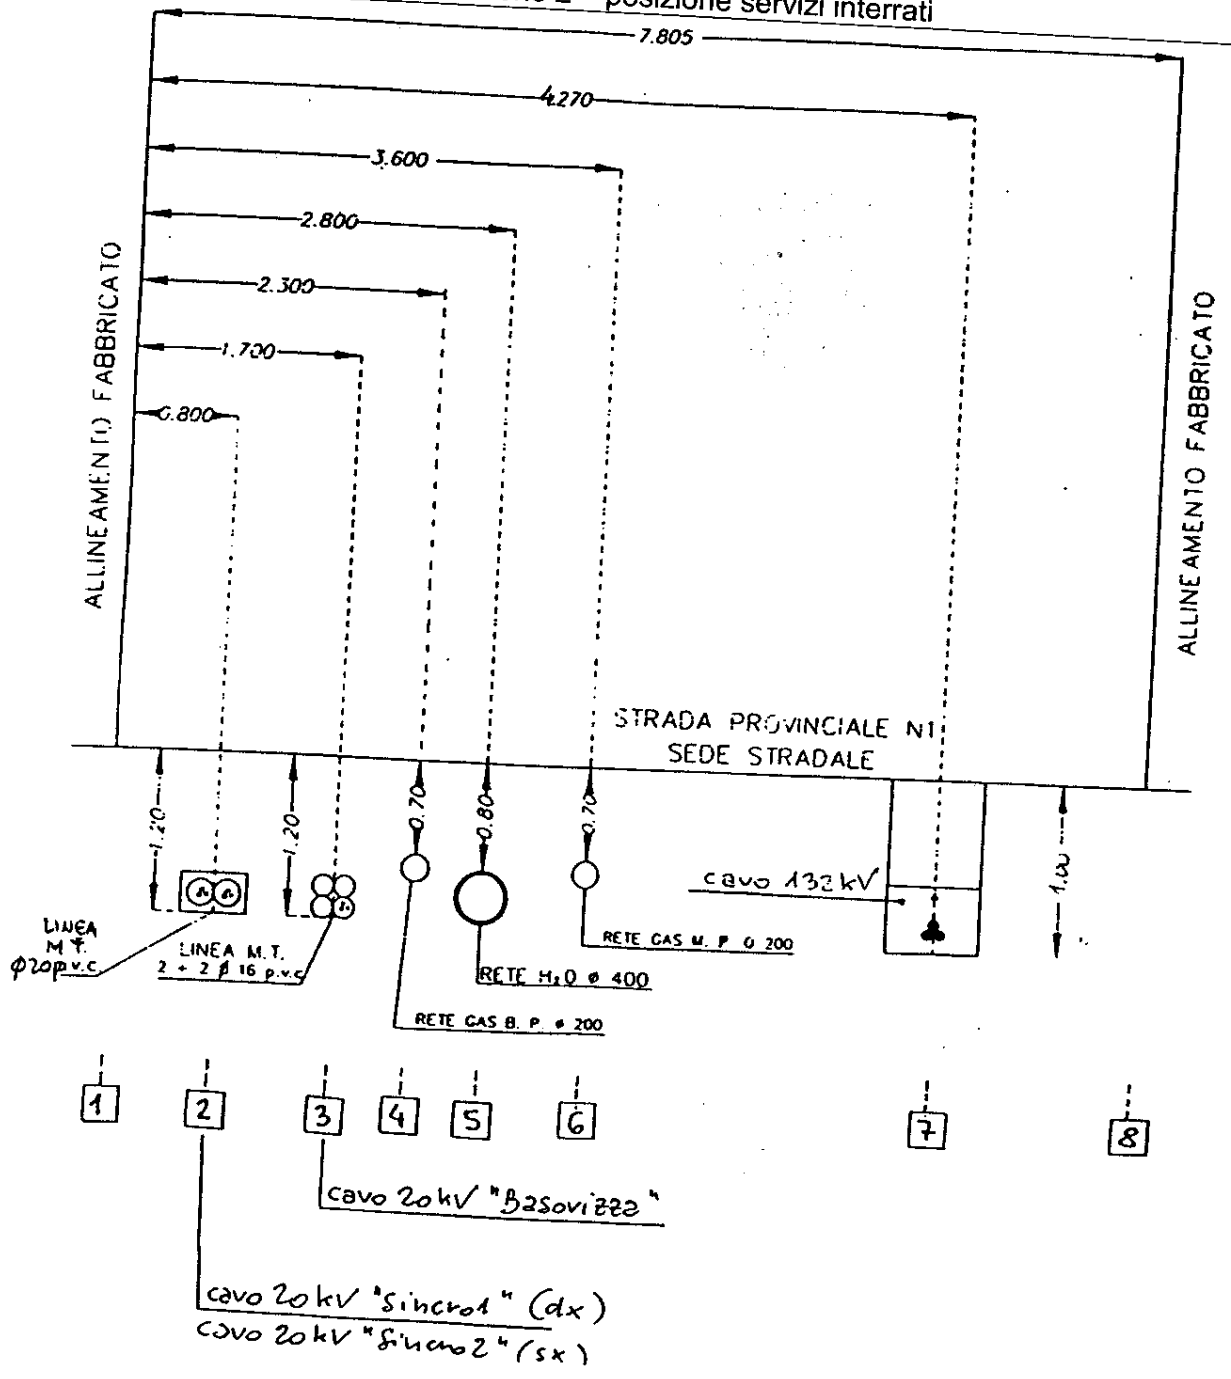 posizione servizi interrati
7.805
4.270
3.600
2.800
2.300
1.700
0.800
ALLINEAMENTO FABBRICATO
ALLINEAMENTO FABBRICATO
STRADA PROVINCIALE N1
SEDE STRADALE
1.20
1.20
0.70
0.80
0.70
1.00
cavo 132kV
LINEA
M.T.
φ20 p.v.c
LINEA M.T.
2 + 2 Ø 16 p.v.c
RETE GAS M. P Ø 200
RETE H₂O ø 400
RETE GAS B. P. ø 200
1 2 3 4 5 6 7 8
cavo 20kV "Basovizza"
cavo 20kV "Sincro1" (dx)
cavo 20kV "Sincro2" (sx)